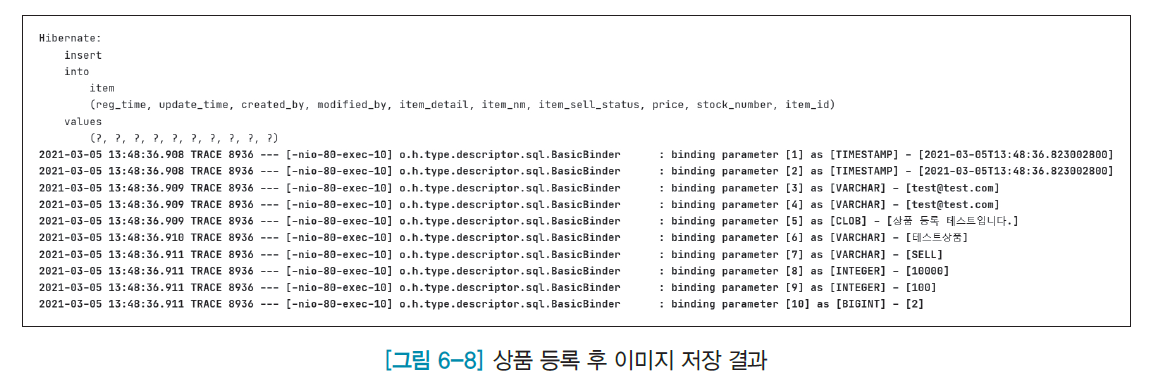 Hibernate:
insert
into
item
(reg_time, update_time, created_by, modified_by, item_detail, item_nm, item_sell_status, price, stock_number, item_id)
values
(?, ?, ?, ?, ?, ?, ?, ?, ?, ?)
2021-03-05 13:48:36.908 TRACE 8936 --- [-nio-80-exec-10] o.h.type.descriptor.sql.BasicBinder : binding parameter [1] as [TIMESTAMP] - [2021-03-05T13:48:36.823002800]
2021-03-05 13:48:36.908 TRACE 8936 --- [-nio-80-exec-10] o.h.type.descriptor.sql.BasicBinder : binding parameter [2] as [TIMESTAMP] - [2021-03-05T13:48:36.823002800]
2021-03-05 13:48:36.909 TRACE 8936 --- [-nio-80-exec-10] o.h.type.descriptor.sql.BasicBinder : binding parameter [3] as [VARCHAR] - [test@test.com]
2021-03-05 13:48:36.909 TRACE 8936 --- [-nio-80-exec-10] o.h.type.descriptor.sql.BasicBinder : binding parameter [4] as [VARCHAR] - [test@test.com]
2021-03-05 13:48:36.909 TRACE 8936 --- [-nio-80-exec-10] o.h.type.descriptor.sql.BasicBinder : binding parameter [5] as [CLOB] - [상품 등록 테스트입니다.]
2021-03-05 13:48:36.910 TRACE 8936 --- [-nio-80-exec-10] o.h.type.descriptor.sql.BasicBinder : binding parameter [6] as [VARCHAR] - [테스트상품]
2021-03-05 13:48:36.911 TRACE 8936 --- [-nio-80-exec-10] o.h.type.descriptor.sql.BasicBinder : binding parameter [7] as [VARCHAR] - [SELL]
2021-03-05 13:48:36.911 TRACE 8936 --- [-nio-80-exec-10] o.h.type.descriptor.sql.BasicBinder : binding parameter [8] as [INTEGER] - [10000]
2021-03-05 13:48:36.911 TRACE 8936 --- [-nio-80-exec-10] o.h.type.descriptor.sql.BasicBinder : binding parameter [9] as [INTEGER] - [100]
2021-03-05 13:48:36.911 TRACE 8936 --- [-nio-80-exec-10] o.h.type.descriptor.sql.BasicBinder : binding parameter [10] as [BIGINT] - [2]
[그림 6-8] 상품 등록 후 이미지 저장 결과